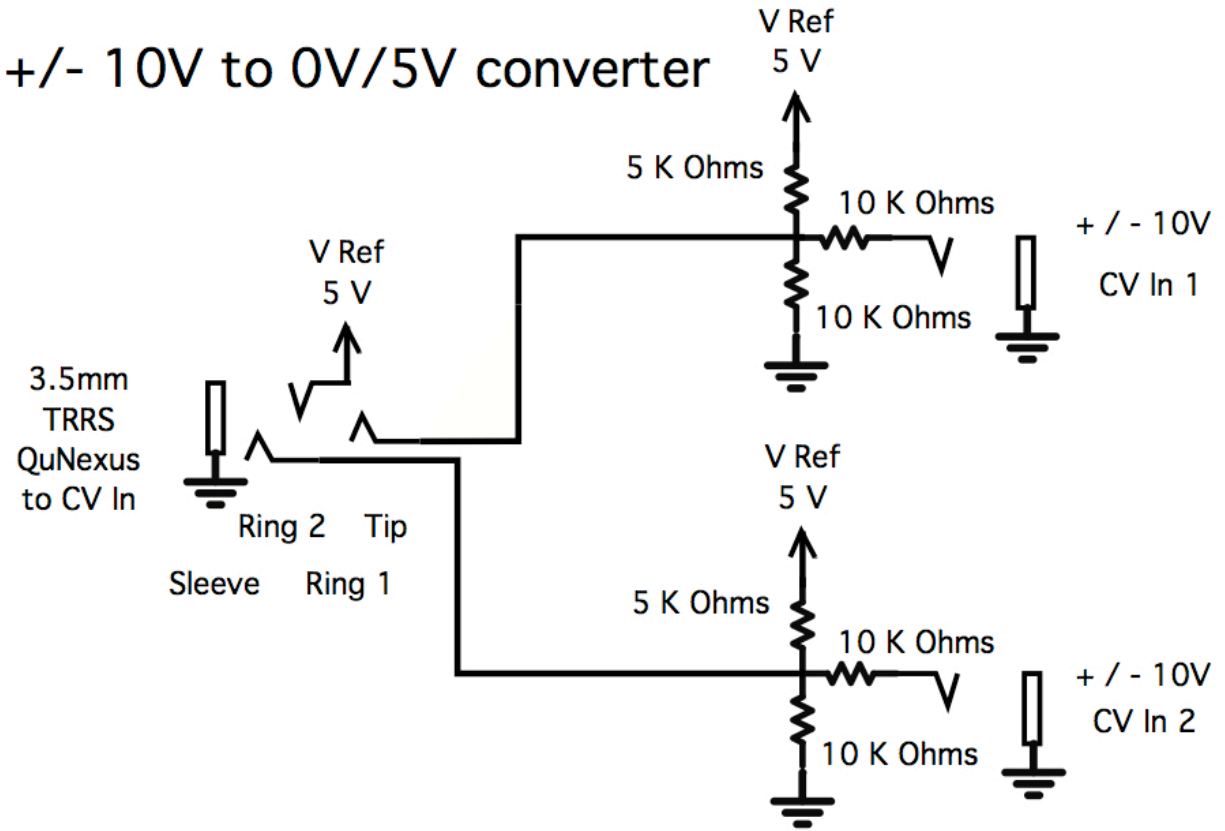 +/- 10V to 0V/5V converter
V Ref
5 V
5 K Ohms
10 K Ohms
+ / - 10V
CV In 1
10 K Ohms
V Ref
5 V
3.5mm
TRRS
QuNexus
to CV In
Ring 2
Tip
Sleeve
Ring 1
V Ref
5 V
5 K Ohms
10 K Ohms
+ / - 10V
CV In 2
10 K Ohms